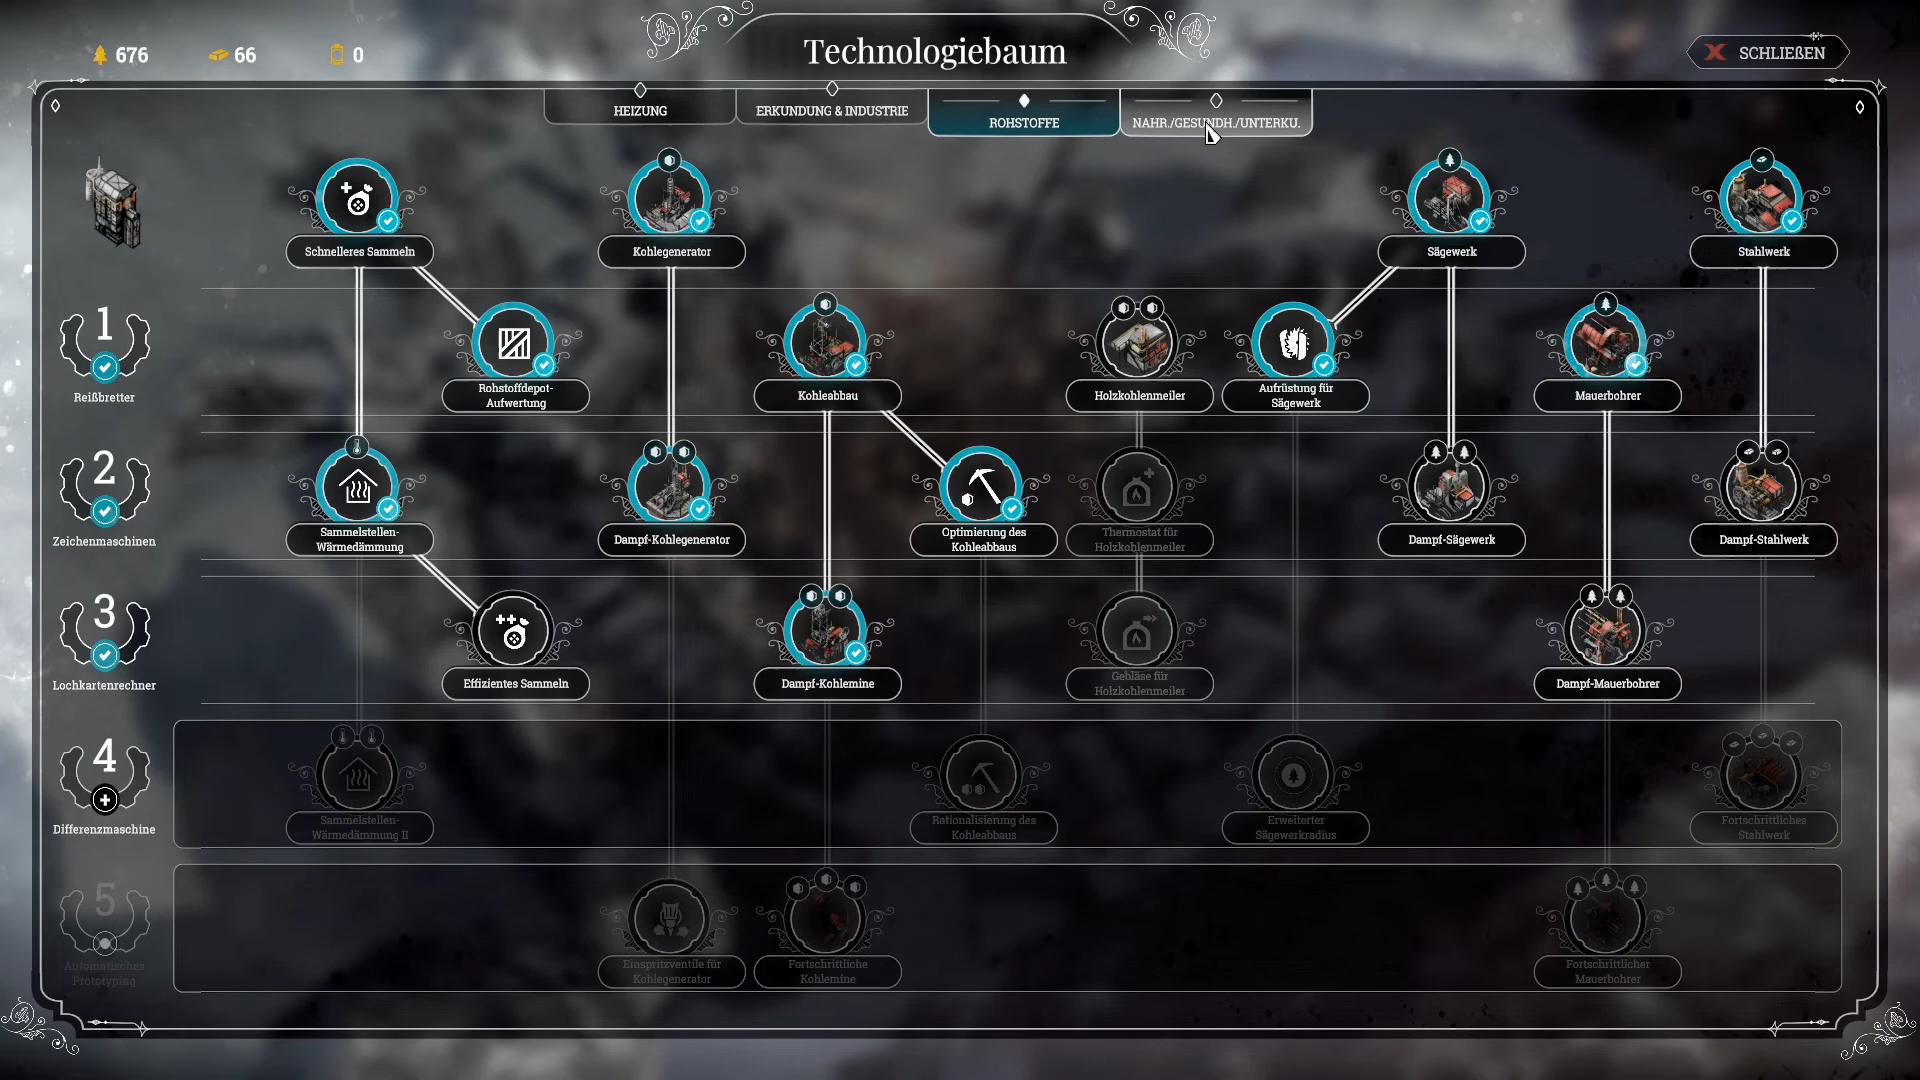 676 66 0
Technologiebaum
SCHLIEẞEN
HEIZUNG
ERKUNDUNG & INDUSTRIE
ROHSTOFFE
NAHR./GESUNDH./UNTERKU.
Schnelleres Sammeln
Kohlegenerator
Sägewerk
Stahlwerk
1
Reißbretter
Rohstoffdepot-
Aufwertung
Kohleabbau
Holzkohlenmeiler
Aufrüstung für
Sägewerk
Mauerbohrer
2
Zeichenmaschinen
Sammelstellen-
Wärmedämmung
Dampf-Kohlegenerator
Optimierung des
Kohleabbaus
Thermostat für
Holzkohlenmeiler
Dampf-Sägewerk
Dampf-Stahlwerk
3
Lochkartenrechner
Effizientes Sammeln
Dampf-Kohlemine
Gebläse für
Holzkohlenmeiler
Dampf-Mauerbohrer
4
Differenzmaschine
Sammelstellen-
Wärmedämmung II
Rationalisierung des
Kohleabbaus
Erweiterter
Sägewerkradius
Fortschrittliches
Stahlwerk
5
Automatisches
Prototyping
Einspritzventile für
Kohlegenerator
Fortschrittliche
Kohlemine
Fortschrittlicher
Mauerbohrer